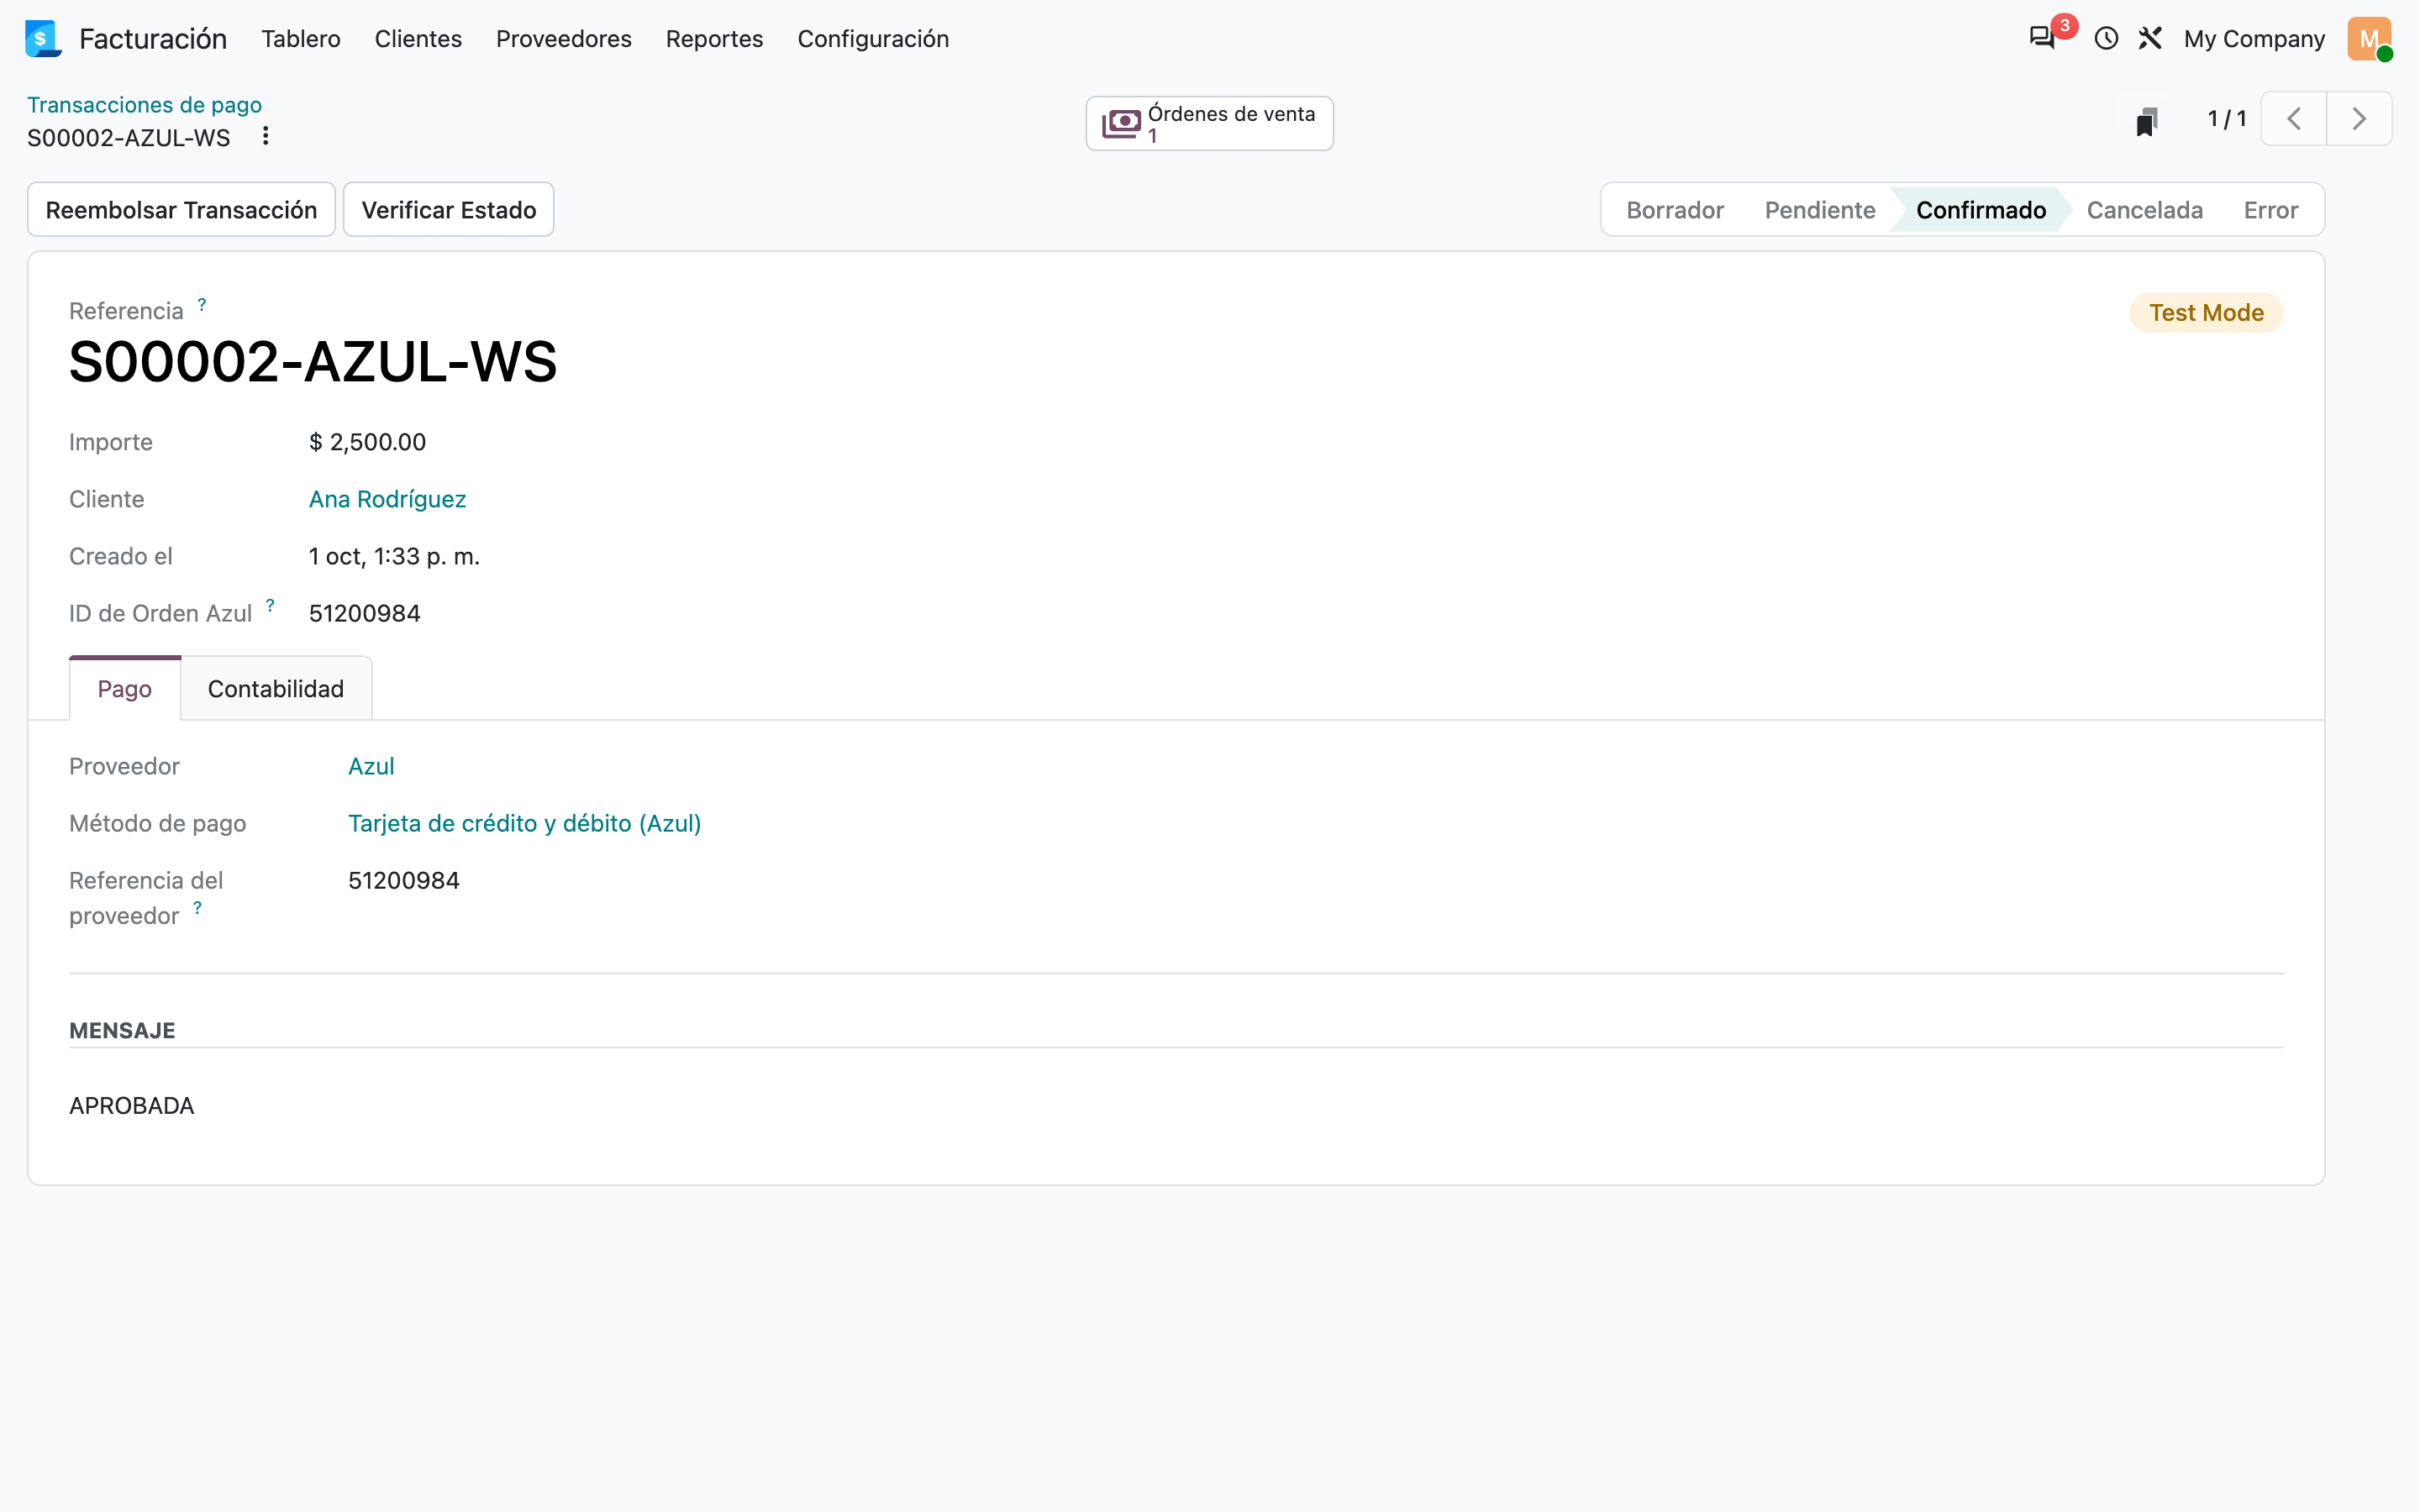 Facturación Tablero Clientes Proveedores Reportes Configuración 3 My Company M
Transacciones de pago
S00002-AZUL-WS
Órdenes de venta
1
1 / 1
Reembolsar Transacción Verificar Estado Borrador Pendiente Confirmado Cancelada Error
Referencia ?
Test Mode
S00002-AZUL-WS
Importe $ 2,500.00
Cliente Ana Rodríguez
Creado el 1 oct, 1:33 p. m.
ID de Orden Azul ? 51200984
Pago Contabilidad
Proveedor Azul
Método de pago Tarjeta de crédito y débito (Azul)
Referencia del 51200984
proveedor ?
MENSAJE
APROBADA